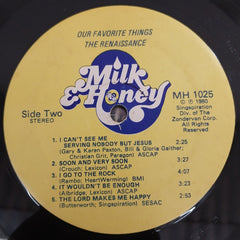 OUR FAVORITE THINGS
THE RENAISSANCE
Milk
& Honey
Side Two
STEREO
MH 1025
© ℗ 1980
Singspiration
Div. of The
Zondervan Corp.
All Rights
Reserved
1. I CAN'T SEE ME
SERVING NOBODY BUT JESUS 2:25
(Gary & Karen Paxton, Bill & Gloria Gaither;
Christian Grit, Paragon) ASCAP
2. SOON AND VERY SOON 3:22
(Crouch; Lexicon) ASCAP
3. I GO TO THE ROCK 3:27
(Rambo; HeartWarming) BMI
4. IT WOULDN'T BE ENOUGH 3:23
(Albridge; Lexicon) ASCAP
5. THE LORD MAKES ME HAPPY 2:53
(Butterworth; Singspiration) SESAC